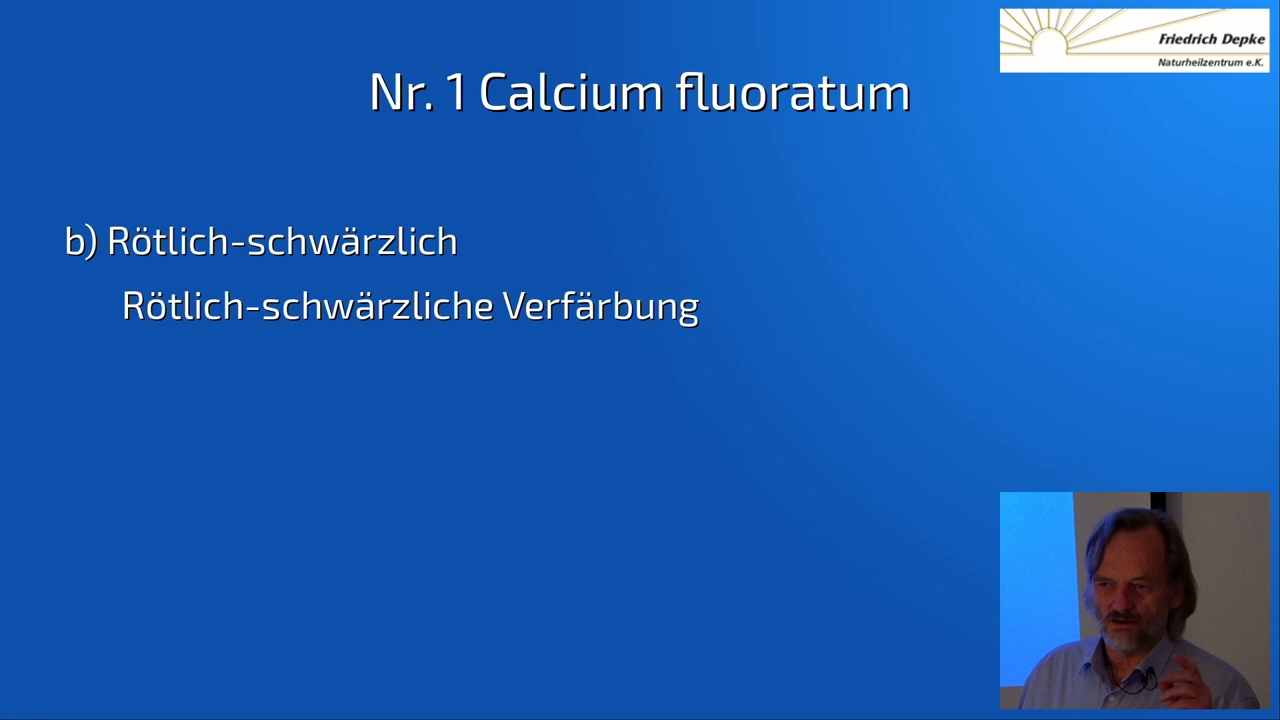 Friedrich Depke
Naturheilzentrum e.K.
Nr. 1 Calcium fluoratum
b) Rötlich-schwärzlich
Rötlich-schwärzliche Verfärbung